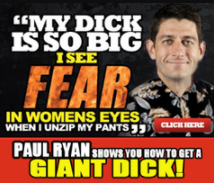 “MY DICK
IS SO BIG
I SEE
FEAR
IN WOMENS EYES
WHEN I UNZIP MY PANTS”
CLICK HERE
PAUL RYAN SHOWS YOU HOW TO GET A
GIANT DICK!